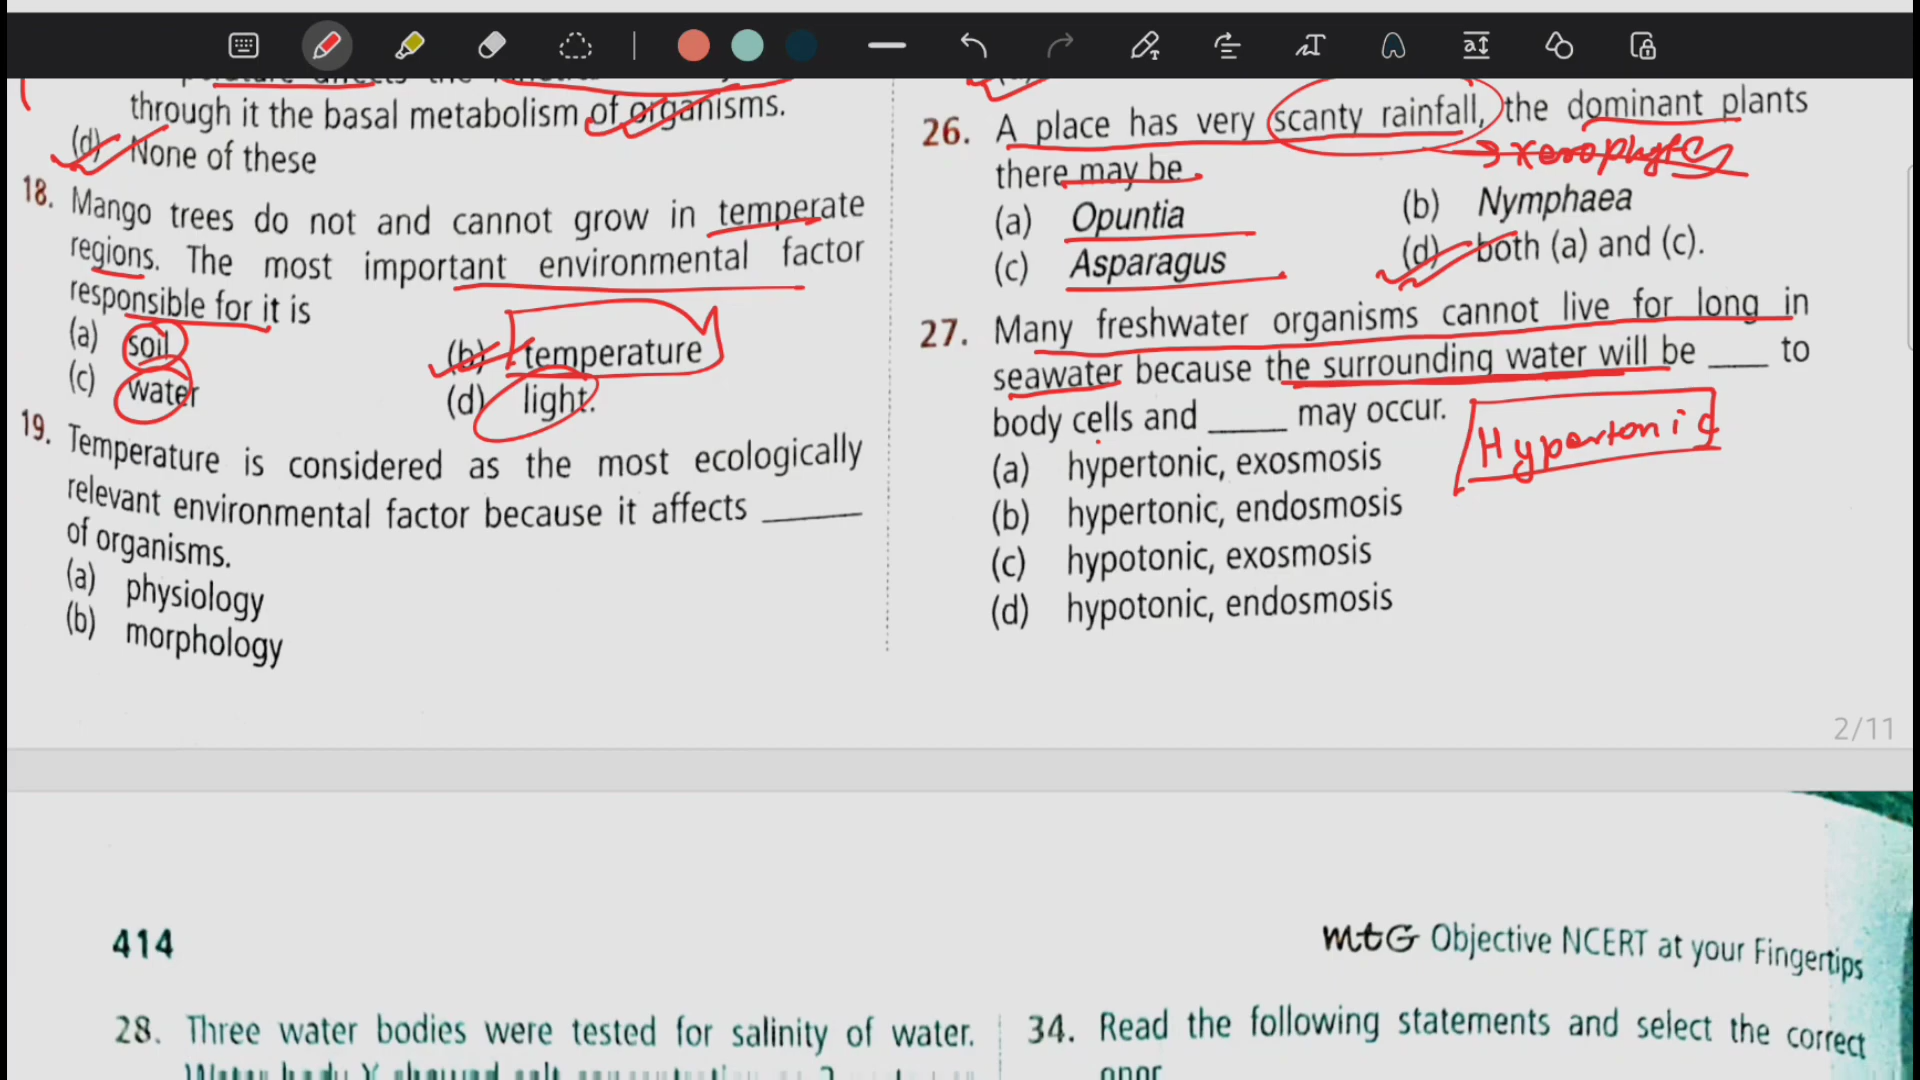 through it the basal metabolism of organisms.
(d) None of these
18. Mango trees do not and cannot grow in temperate
regions. The most important environmental factor
responsible for it is
(a) soil (b) temperature
(c) water (d) light.
19. Temperature is considered as the most ecologically
relevant environmental factor because it affects ______
of organisms.
(a) physiology
(b) morphology
26. A place has very scanty rainfall, the dominant plants
→ xerophytes
there may be
(a) Opuntia (b) Nymphaea
(c) Asparagus (d) both (a) and (c).
27. Many freshwater organisms cannot live for long in
seawater because the surrounding water will be ____ to
body cells and _____ may occur.
Hypertonic
(a) hypertonic, exosmosis
(b) hypertonic, endosmosis
(c) hypotonic, exosmosis
(d) hypotonic, endosmosis
2/11
414
mtG Objective NCERT at your Fingertips
28. Three water bodies were tested for salinity of water.
34. Read the following statements and select the correct